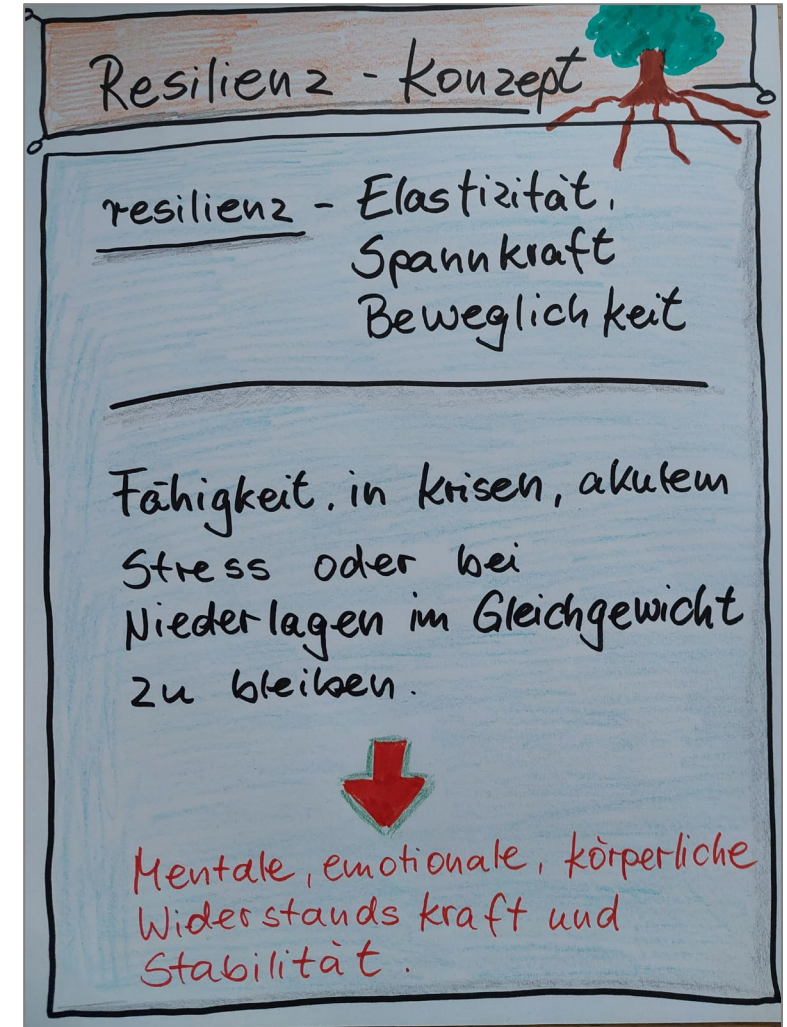 Resilienz - Konzept
resilienz - Elastizität,
Spannkraft
Beweglichkeit
Fähigkeit, in Krisen, akutem
Stress oder bei
Niederlagen im Gleichgewicht
zu bleiben.
Mentale, emotionale, körperliche
Widerstandskraft und
Stabilität.